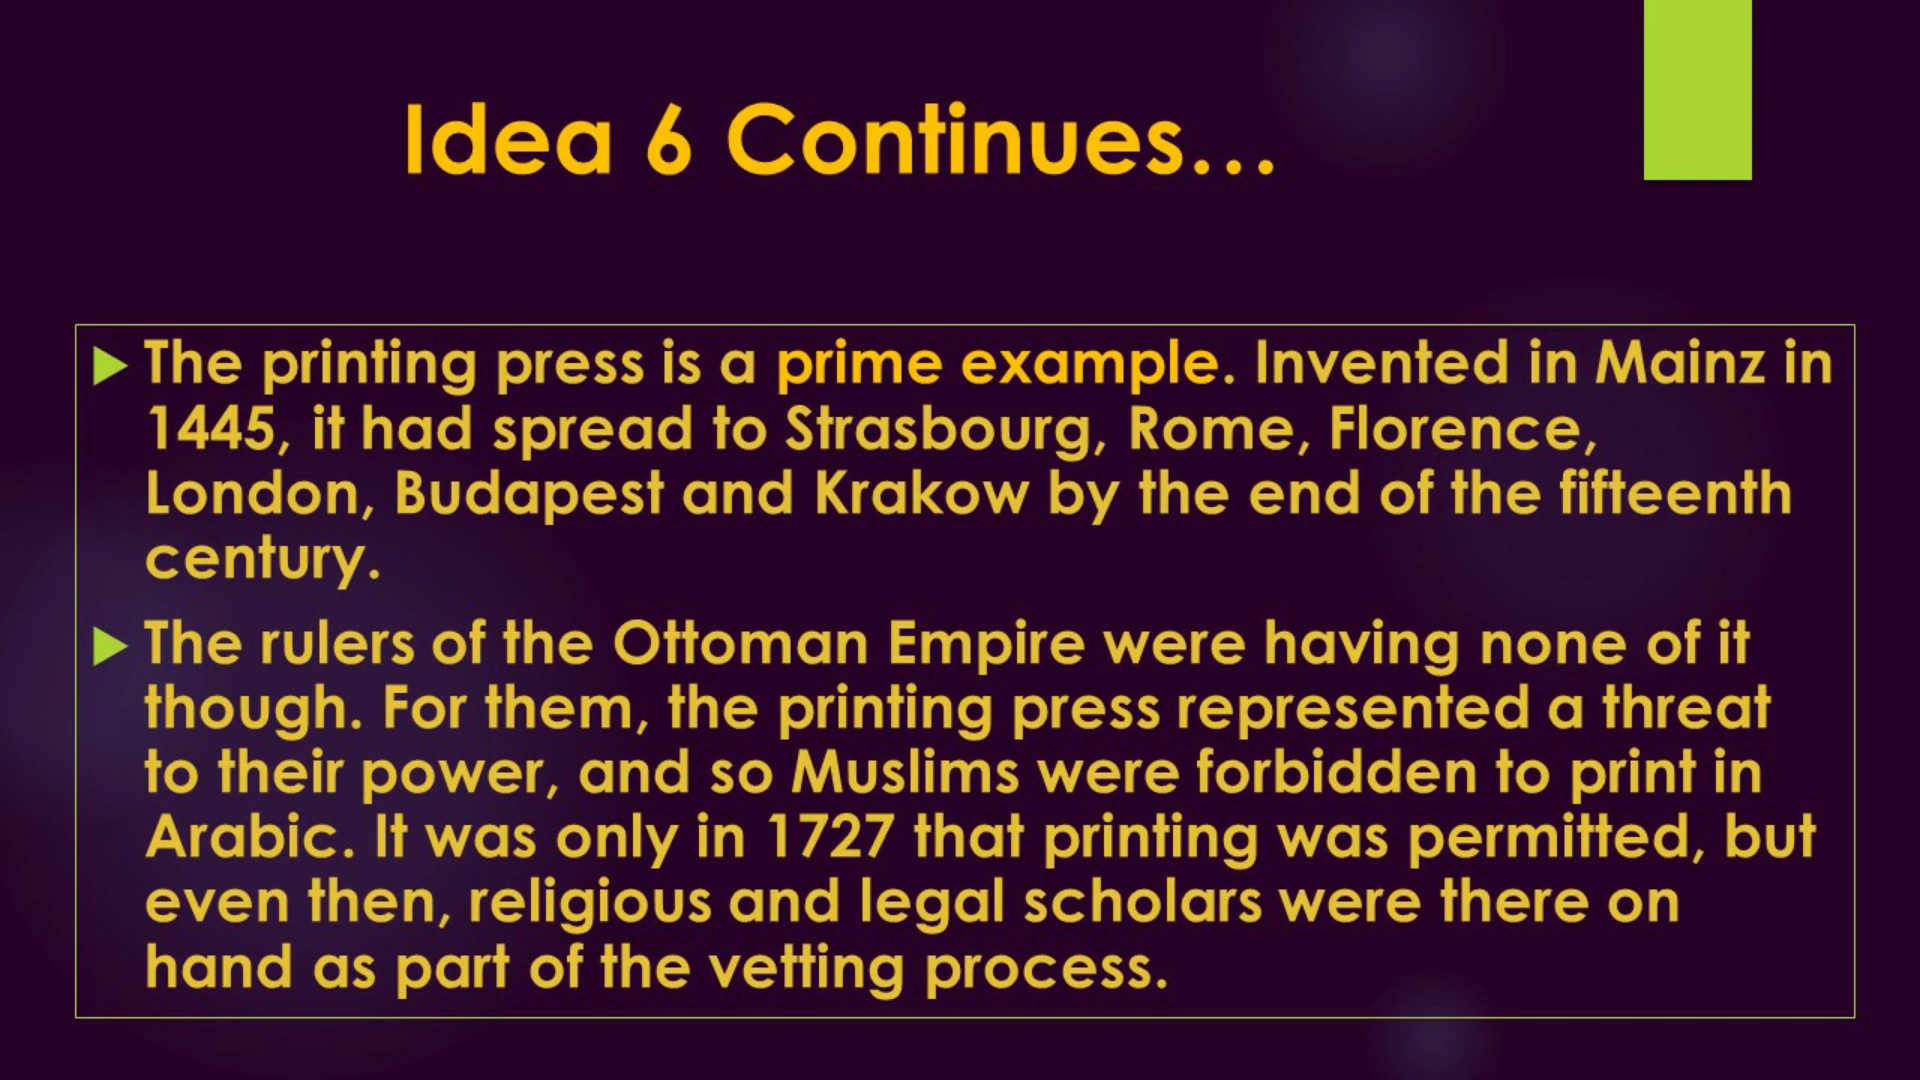 Idea 6 Continues...
The printing press is a prime example. Invented in Mainz in
1445, it had spread to Strasbourg, Rome, Florence,
London, Budapest and Krakow by the end of the fifteenth
century.
The rulers of the Ottoman Empire were having none of it
though. For them, the printing press represented a threat
to their power, and so Muslims were forbidden to print in
Arabic. It was only in 1727 that printing was permitted, but
even then, religious and legal scholars were there on
hand as part of the vetting process.